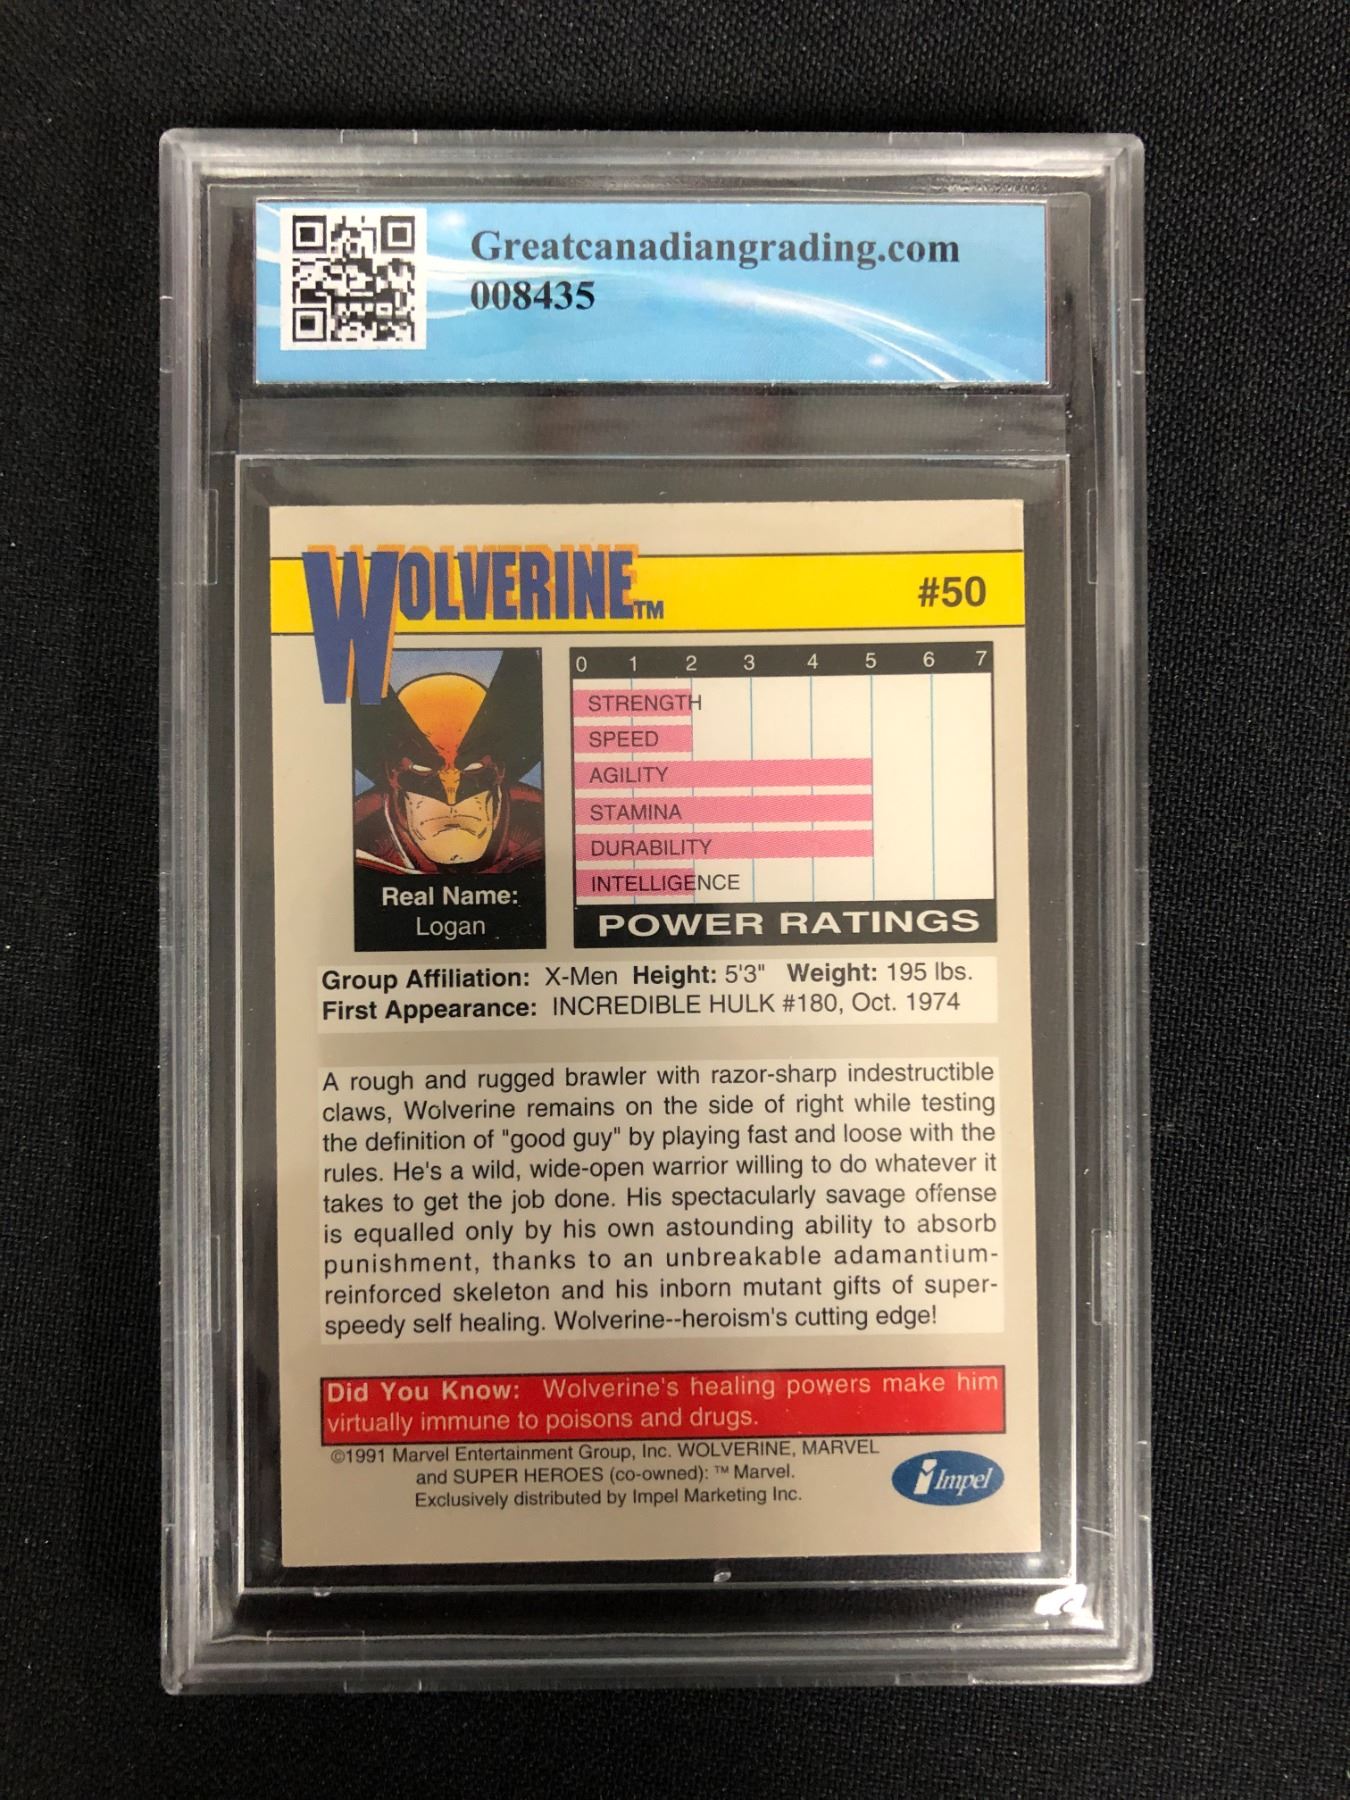 Greatcanadiangrading.com
008435
WOLVERINE™
#50
0 1 2 3 4 5 6 7
STRENGTH
SPEED
AGILITY
STAMINA
DURABILITY
INTELLIGENCE
POWER RATINGS
Real Name:
Logan
Group Affiliation: X-Men Height: 5'3" Weight: 195 lbs.
First Appearance: INCREDIBLE HULK #180, Oct. 1974
A rough and rugged brawler with razor-sharp indestructible
claws, Wolverine remains on the side of right while testing
the definition of "good guy" by playing fast and loose with the
rules. He's a wild, wide-open warrior willing to do whatever it
takes to get the job done. His spectacularly savage offense
is equalled only by his own astounding ability to absorb
punishment, thanks to an unbreakable adamantium-
reinforced skeleton and his inborn mutant gifts of super-
speedy self healing. Wolverine--heroism's cutting edge!
Did You Know: Wolverine's healing powers make him
virtually immune to poisons and drugs.
©1991 Marvel Entertainment Group, Inc. WOLVERINE, MARVEL
and SUPER HEROES (co-owned): ™ Marvel.
Exclusively distributed by Impel Marketing Inc.
Impel